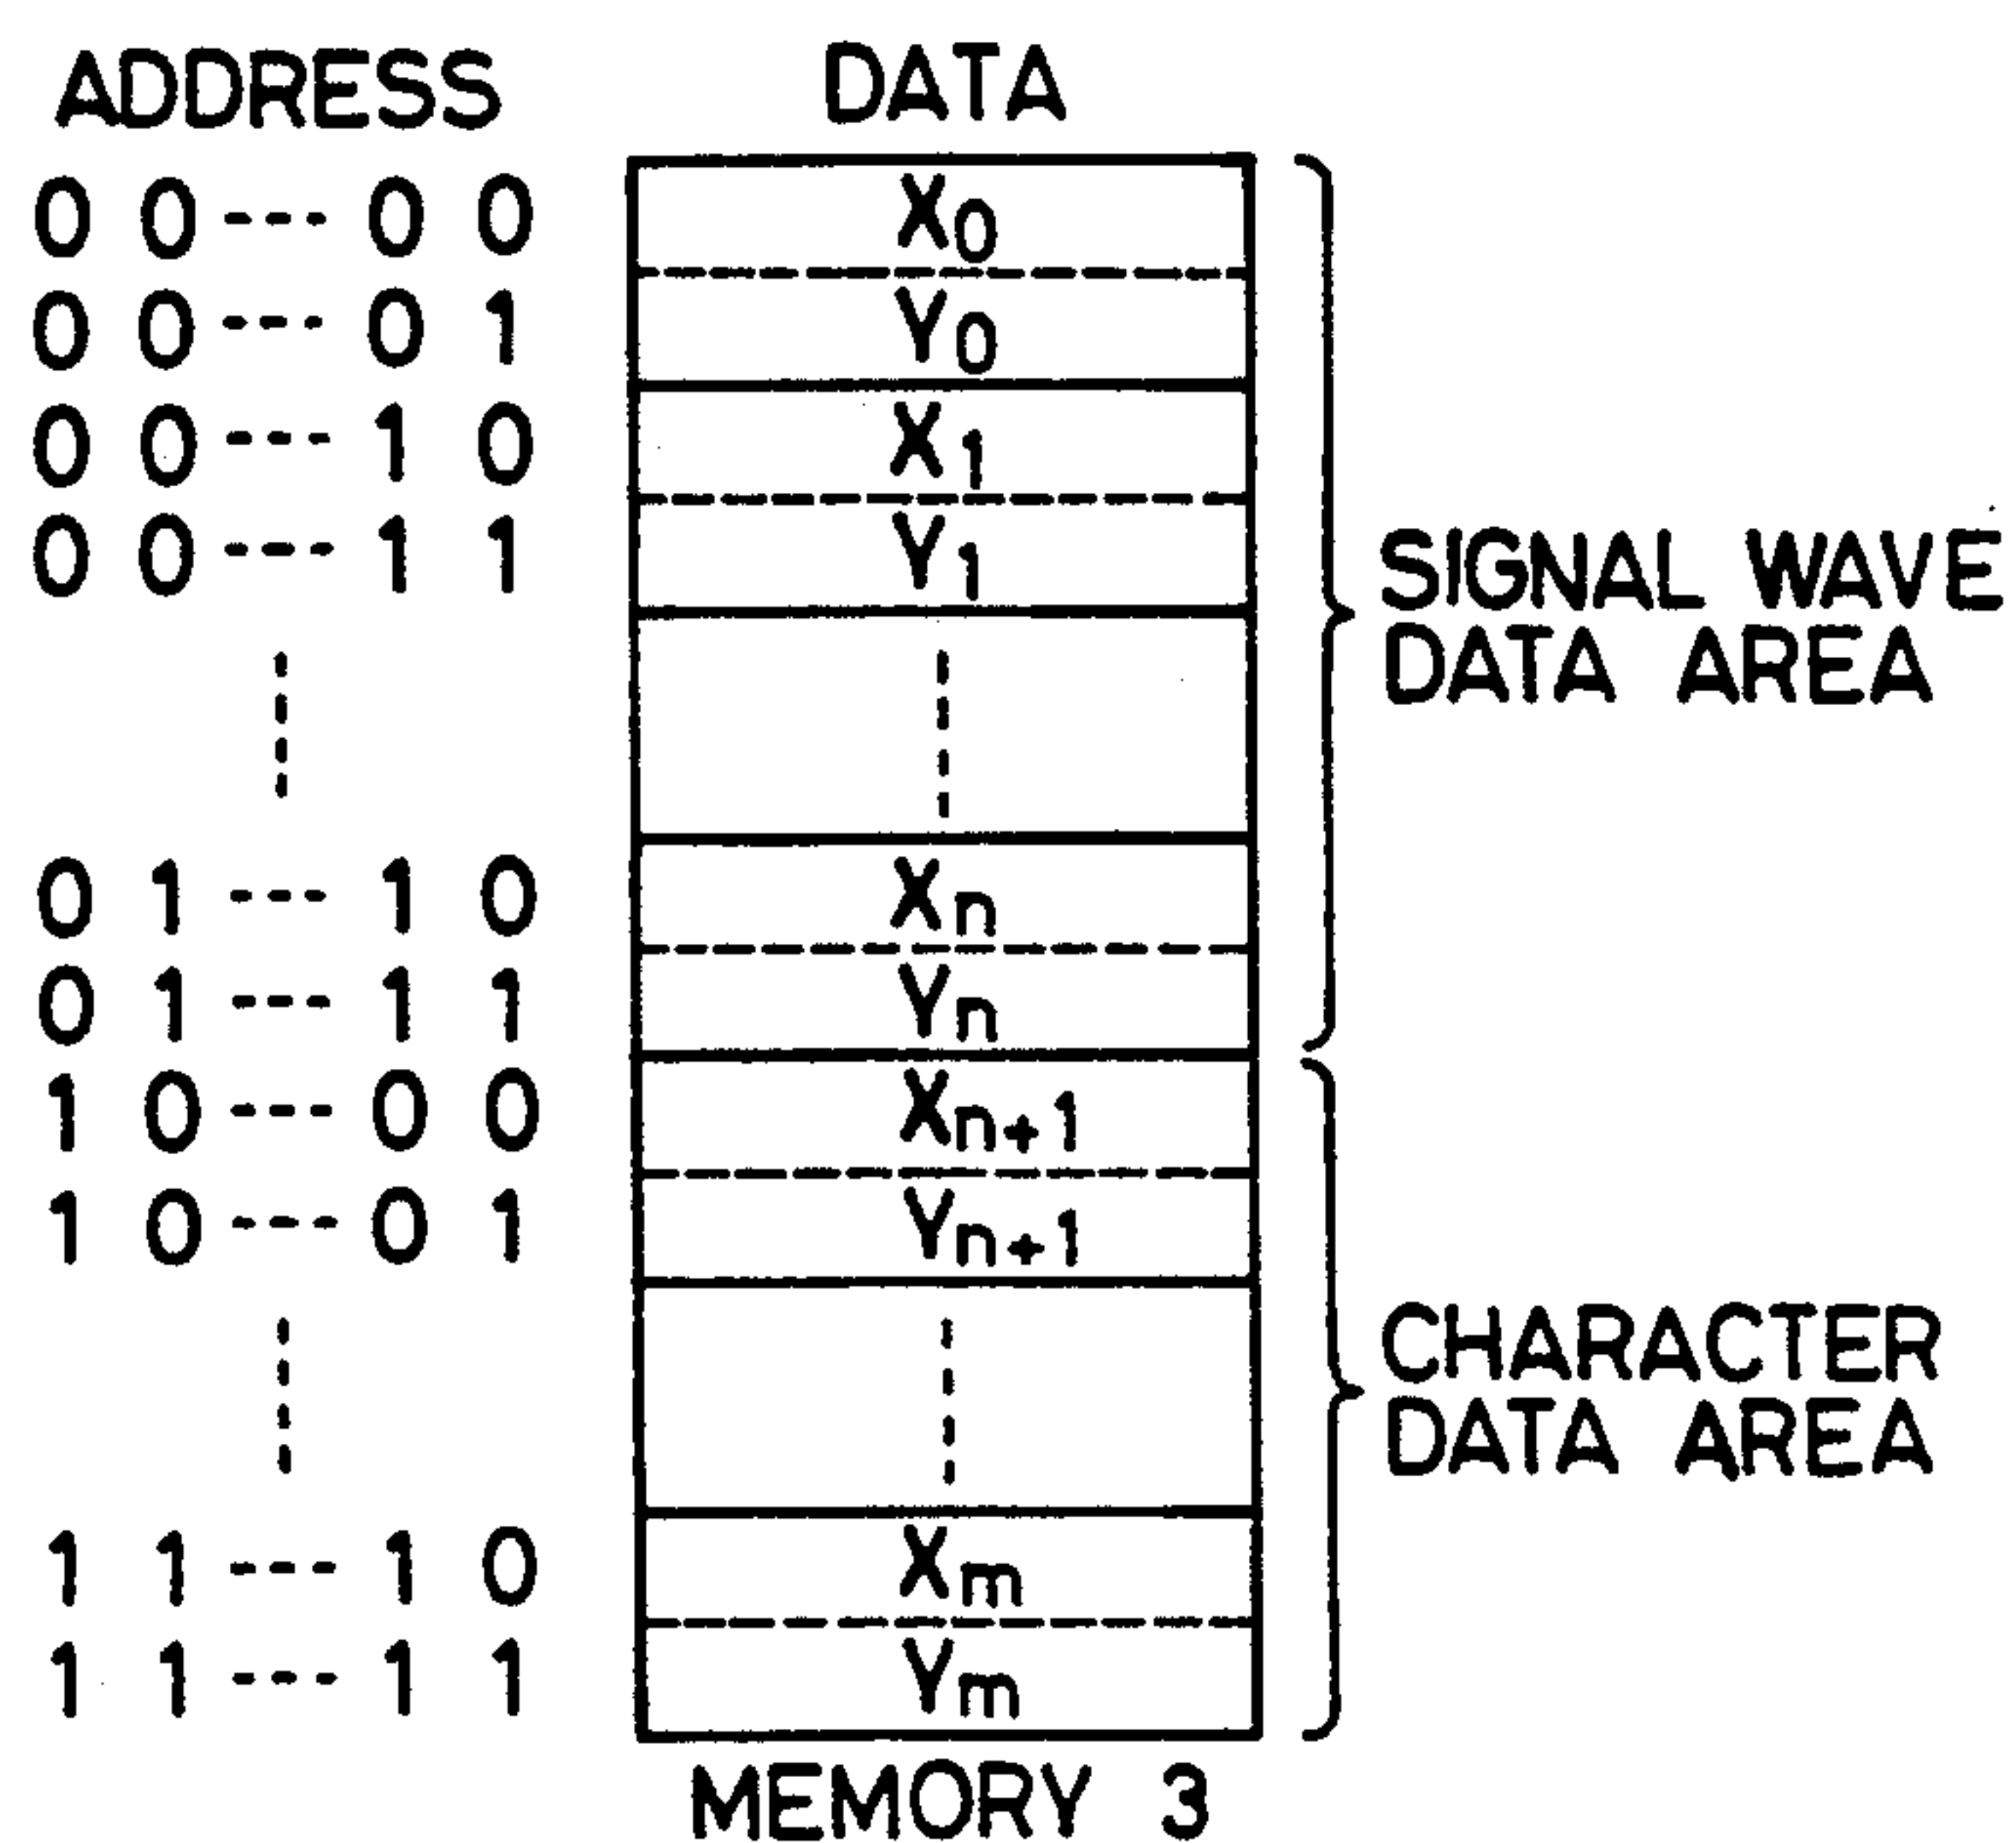 ADDRESS DATA
0 0 --- 0 0 X0
0 0 --- 0 1 Y0
0 0 --- 1 0 X1
0 0 --- 1 1 Y1
SIGNAL WAVE
DATA AREA
0 1 --- 1 0 Xn
0 1 --- 1 1 Yn
1 0 --- 0 0 Xn+1
1 0 --- 0 1 Yn+1
CHARACTER
DATA AREA
1 1 --- 1 0 Xm
1 1 --- 1 1 Ym
MEMORY 3